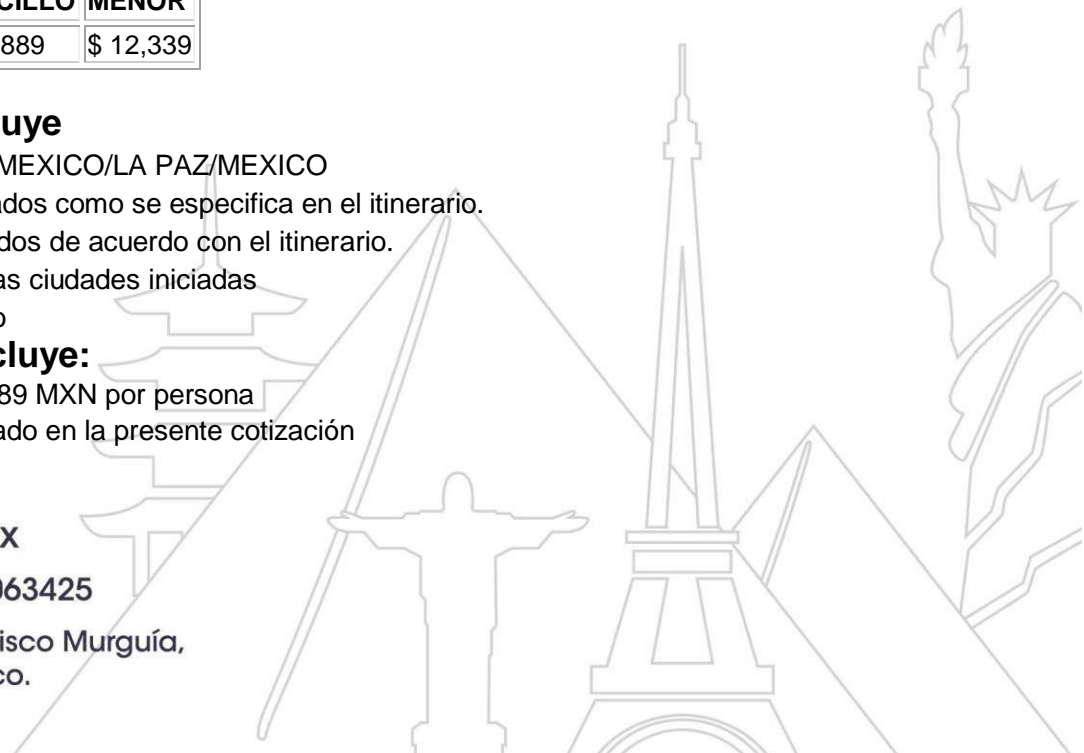 CILLO MENOR
889 $ 12,339
uye
MEXICO/LA PAZ/MEXICO
ados como se especifica en el itinerario.
dos de acuerdo con el itinerario.
as ciudades iniciadas
o
cluye:
89 MXN por persona
ado en la presente cotización
X
063425
isco Murguía,
co.